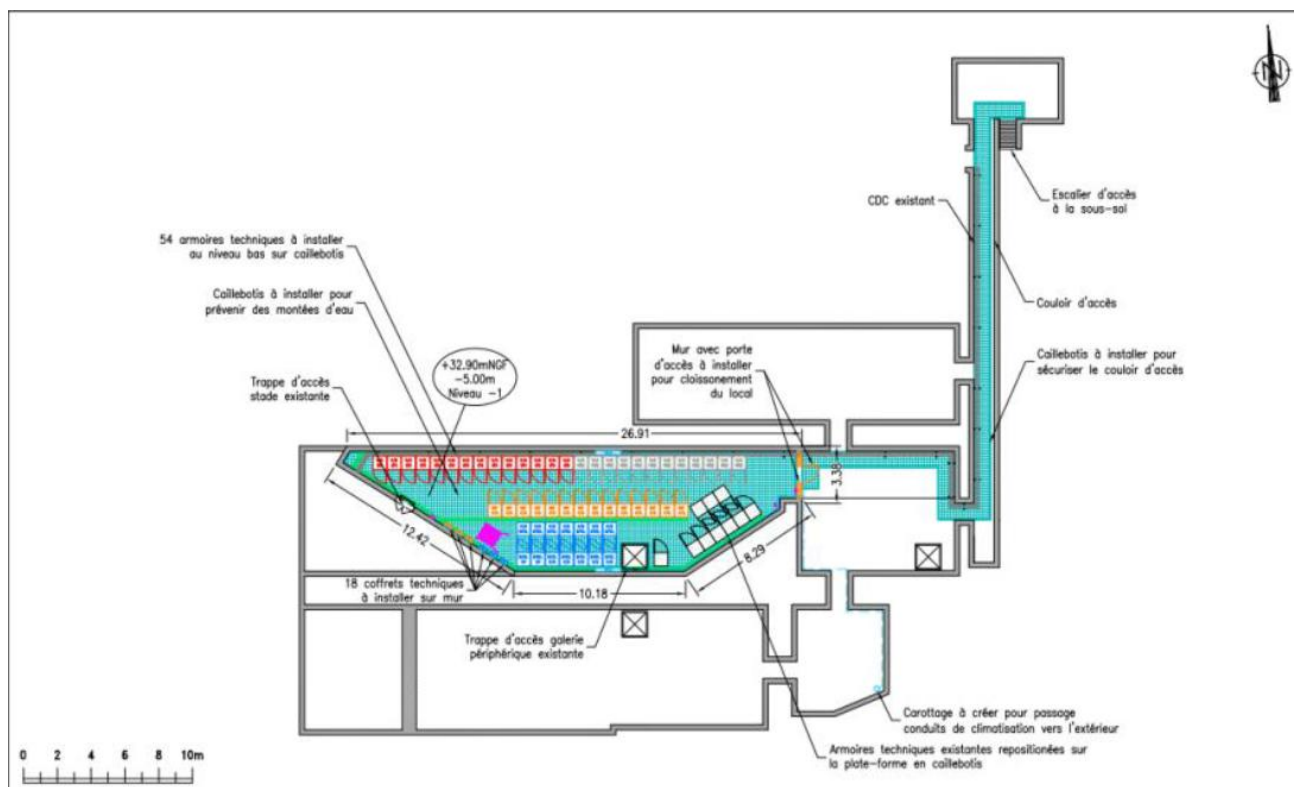 N
Escalier d'accès
à la sous-sol
CDC existant
54 armoires techniques à installer
au niveau bas sur caillebotis
Couloir d'accès
Caillebotis à installer pour
prévenir des montées d'eau
Mur avec porte
d'accès à installer
pour cloissonement
du local
Caillebotis à installer pour
sécuriser le couloir d'accès
+32.90mNGF
-5.00m
Niveau -1
Trappe d'accès
stade existante
26.91
3.38
12.42
8.29
18 coffrets techniques
à installer sur mur
10.18
Trappe d'accès galerie
périphérique existante
Carottage à créer pour passage
conduits de climatisation vers l'extérieur
Armoires techniques existantes repositionées sur
la plate-forme en caillebotis
0 2 4 6 8 10m